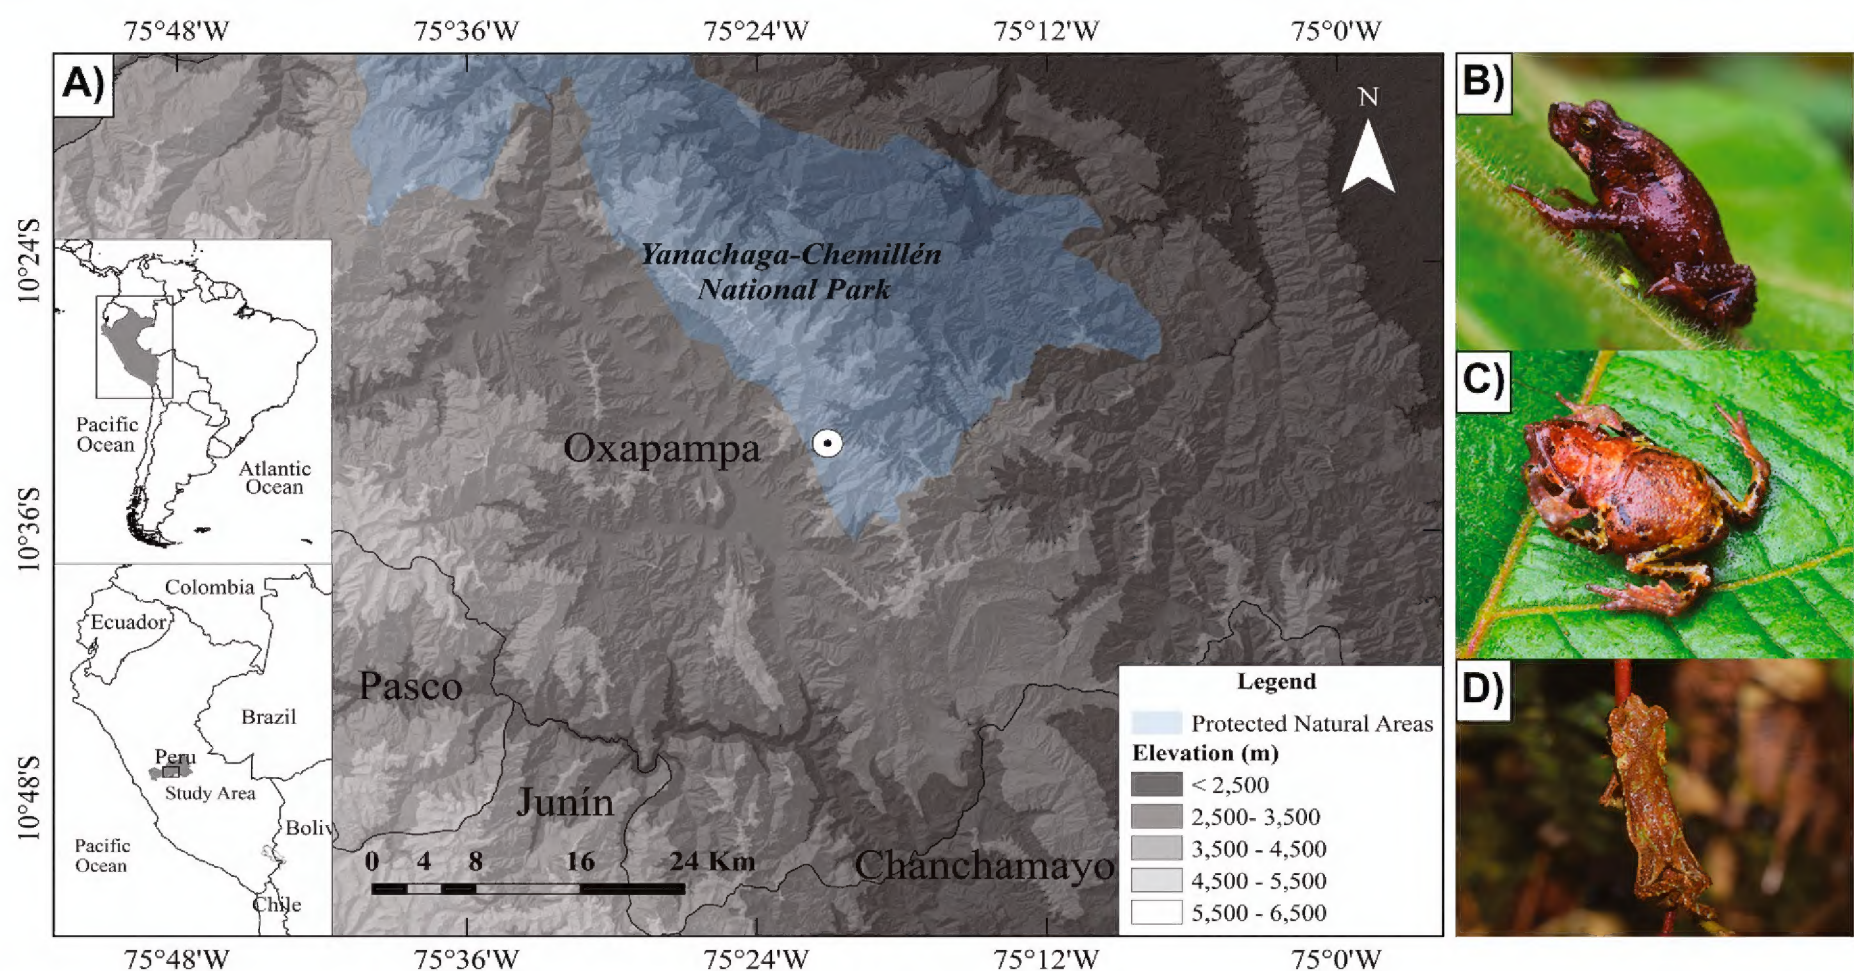 75°48'W 75°36'W 75°24'W 75°12'W 75°0'W
A)
N
10°24'S
10°36'S
10°48'S
Yanachaga-Chemillén
National Park
Oxapampa
Pasco
Junín
Chanchamayo
Pacific
Ocean
Atlantic
Ocean
Colombia
Ecuador
Brazil
Peru
Study Area
Boliv
Pacific
Ocean
Chile
0 4 8 16 24 Km
Legend
Protected Natural Areas
Elevation (m)
< 2,500
2,500- 3,500
3,500 - 4,500
4,500 - 5,500
5,500 - 6,500
75°48'W 75°36'W 75°24'W 75°12'W 75°0'W
B)
C)
D)